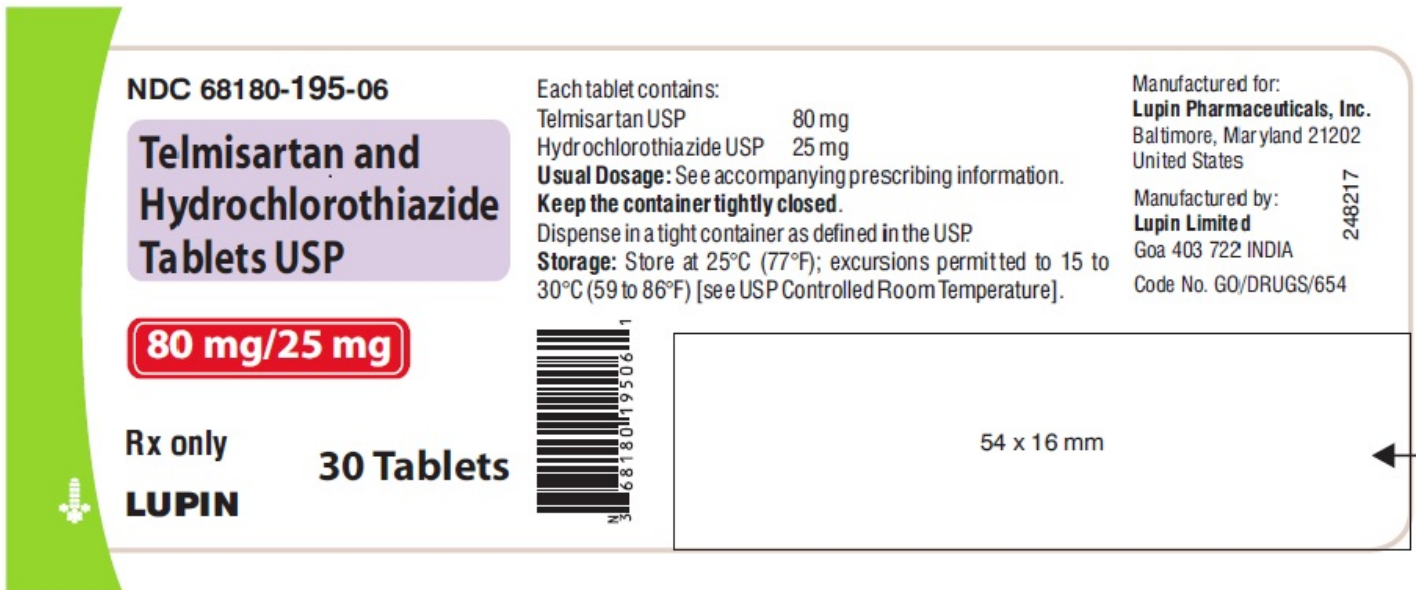 NDC 68180-195-06
Telmisartan and
Hydrochlorothiazide
Tablets USP
80 mg/25 mg
Rx only
30 Tablets
LUPIN
Each tablet contains:
Telmisartan USP 80 mg
Hydrochlorothiazide USP 25 mg
Usual Dosage: See accompanying prescribing information.
Keep the container tightly closed.
Dispense in a tight container as defined in the USP.
Storage: Store at 25°C (77°F); excursions permitted to 15 to
30°C (59 to 86°F) [see USP Controlled Room Temperature].
N
3 68180 19506 1
Manufactured for:
Lupin Pharmaceuticals, Inc.
Baltimore, Maryland 21202
United States
Manufactured by:
Lupin Limited
Goa 403 722 INDIA
Code No. GO/DRUGS/654
248217
54 x 16 mm